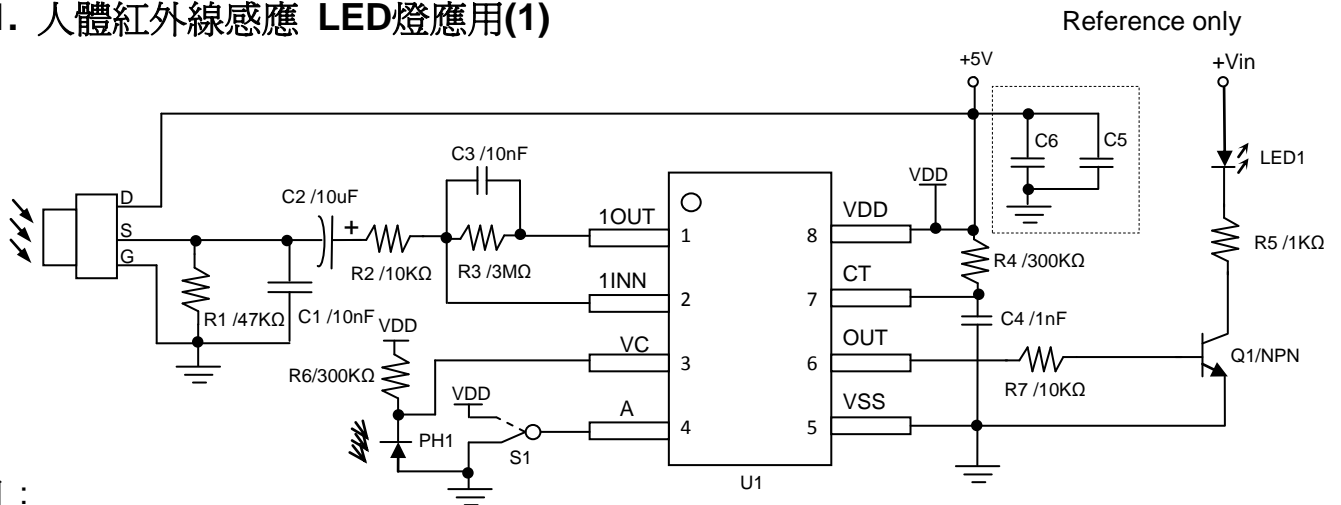 . 人體紅外線感應 LED燈應用(1)
Reference only
+5V
+Vin
C6
C5
LED1
C3 /10nF
VDD
D
C2 /10uF
+
1OUT
1
8
VDD
S
R5 /1KΩ
G
R2 /10KΩ
R3 /3MΩ
R4 /300KΩ
1INN
2
7
CT
R1 /47KΩ
C1 /10nF
C4 /1nF
VDD
VC
3
6
OUT
Q1/NPN
R6/300KΩ
R7 /10KΩ
VDD
A
4
5
VSS
PH1
S1
U1
: